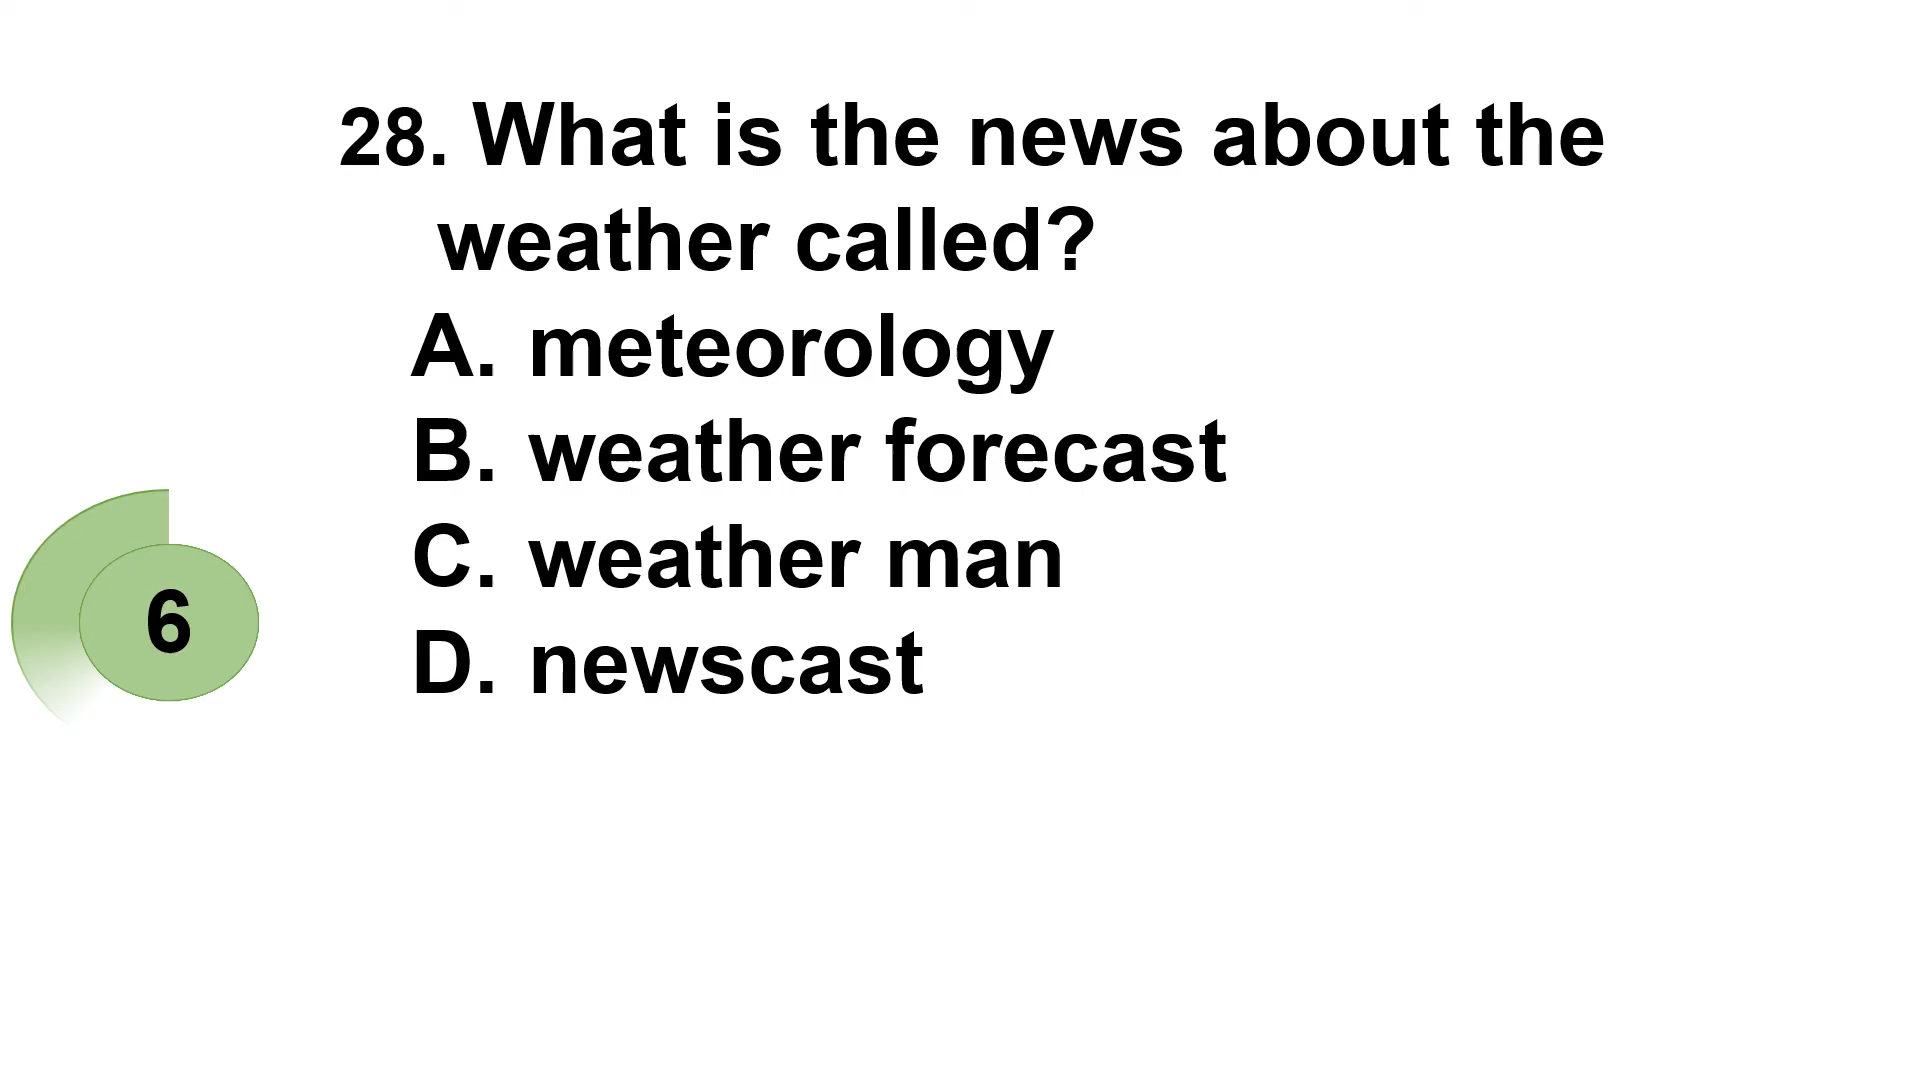 28. What is the news about the
weather called?
A. meteorology
B. weather forecast
C. weather man
D. newscast
6